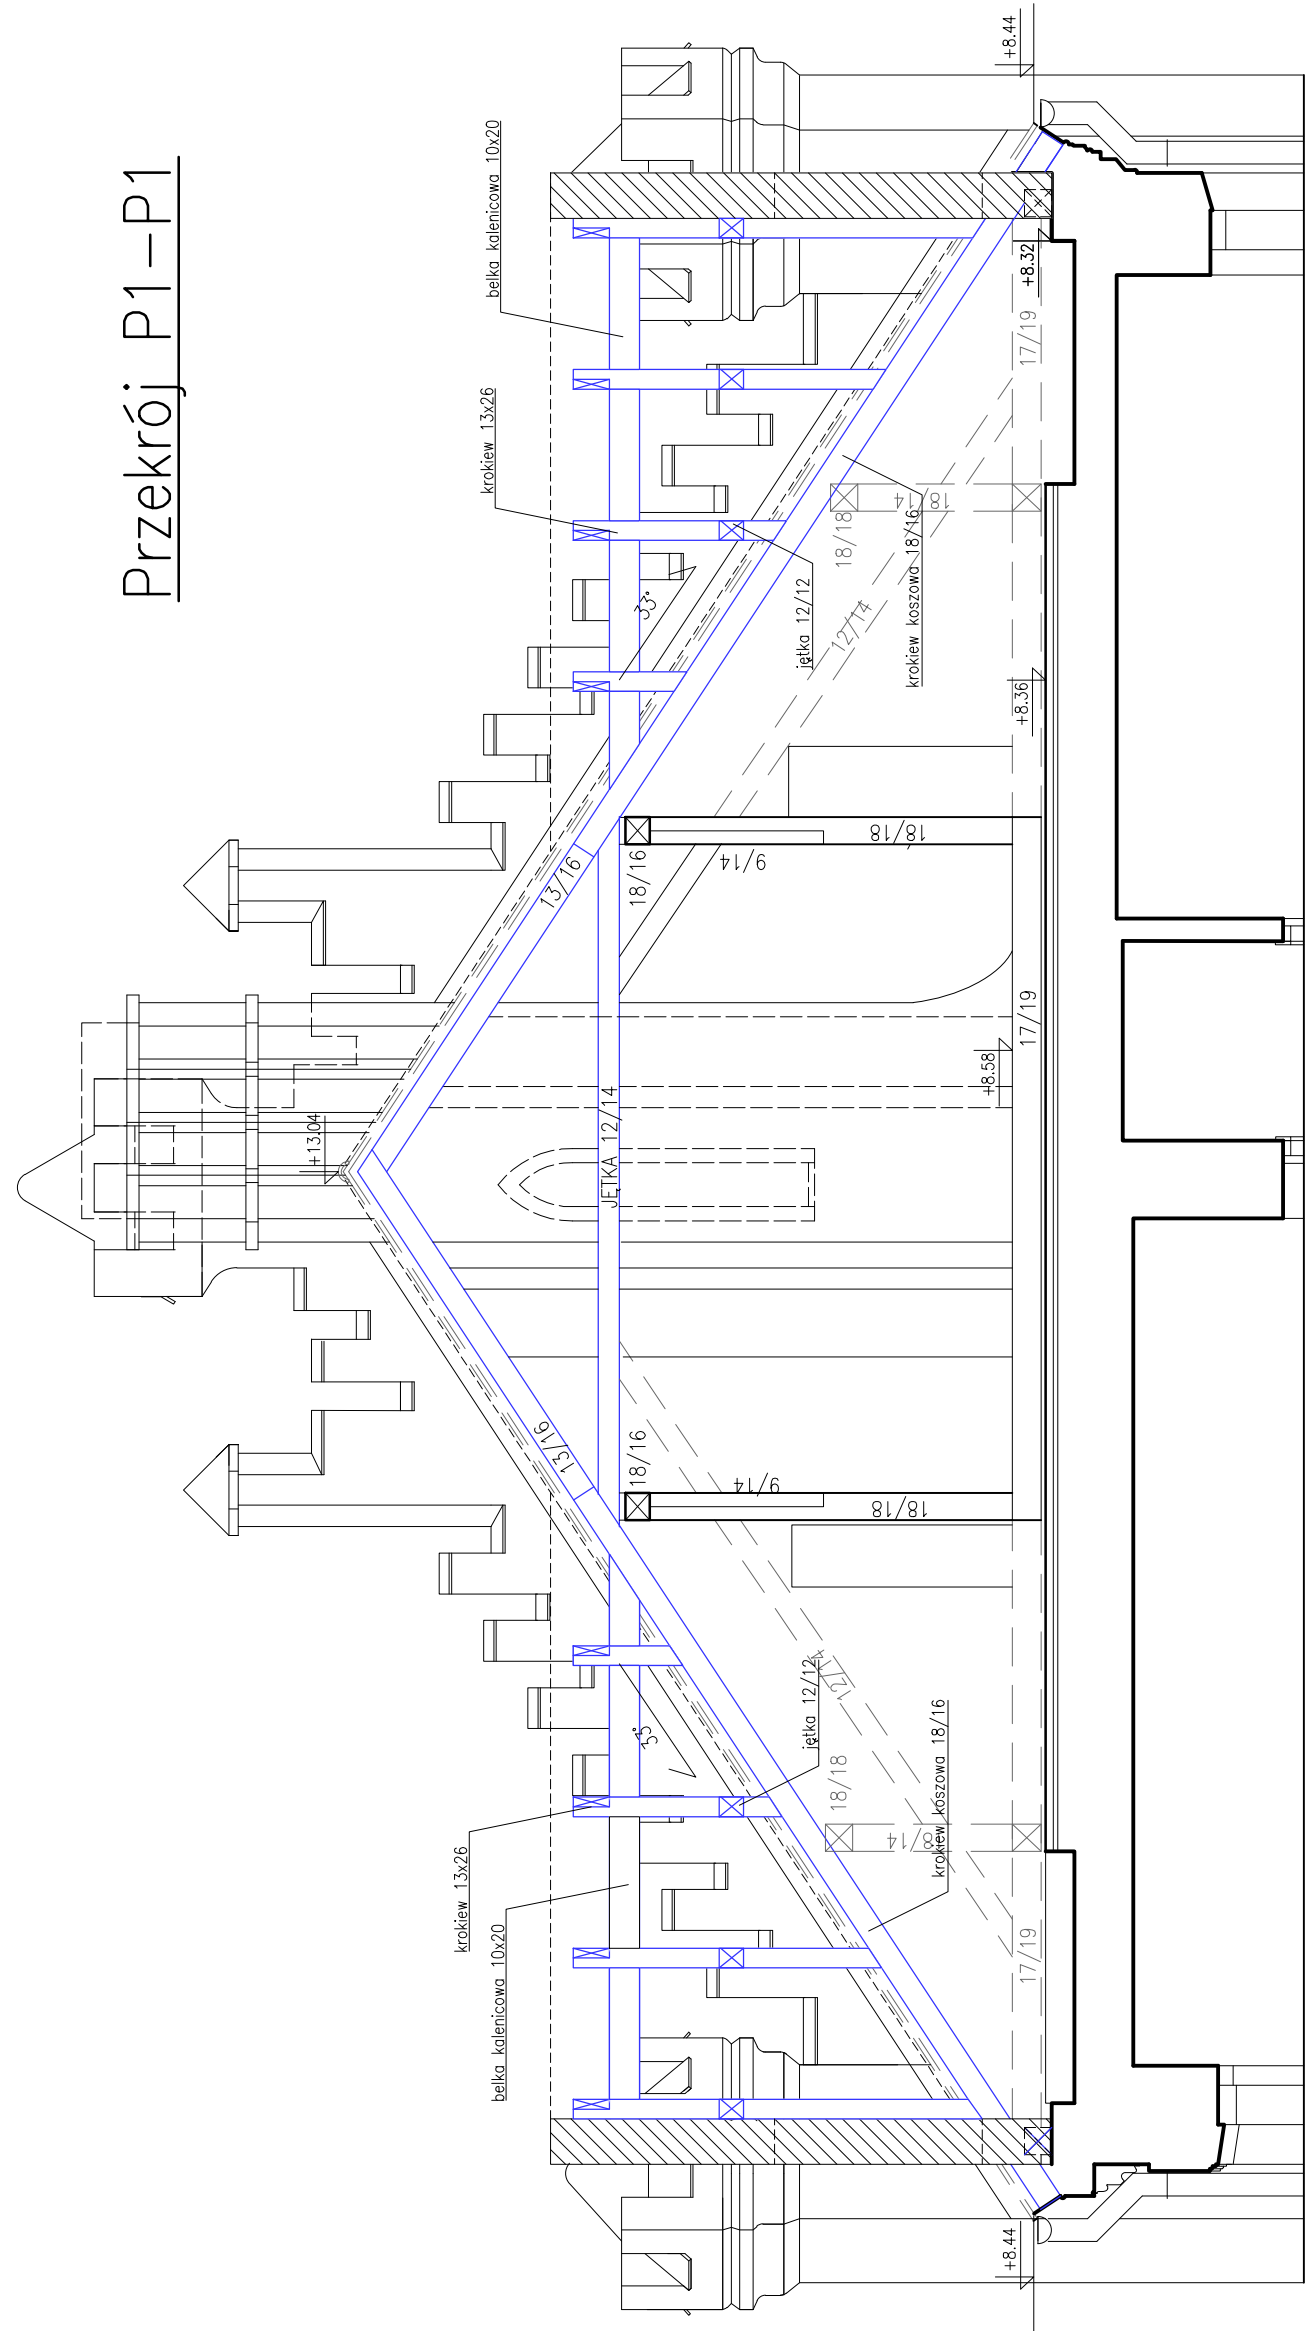 Przekrój P1-P1
+13.04
belka kalenicowa 10x20
krokiew 13x26
krokiew 13x26
belka kalenicowa 10x20
33°
33°
13/16
13/16
JĘTKA 12/14
18/16
18/16
9/14
9/14
18/18
18/18
jętka 12/12
jętka 12/12
krokiew koszowa 18/16
krokiew koszowa 18/16
12/14
12/14
18/18
18/18
18/14
18/14
17/19
17/19
17/19
+8.44
+8.58
+8.36
+8.32
+8.44